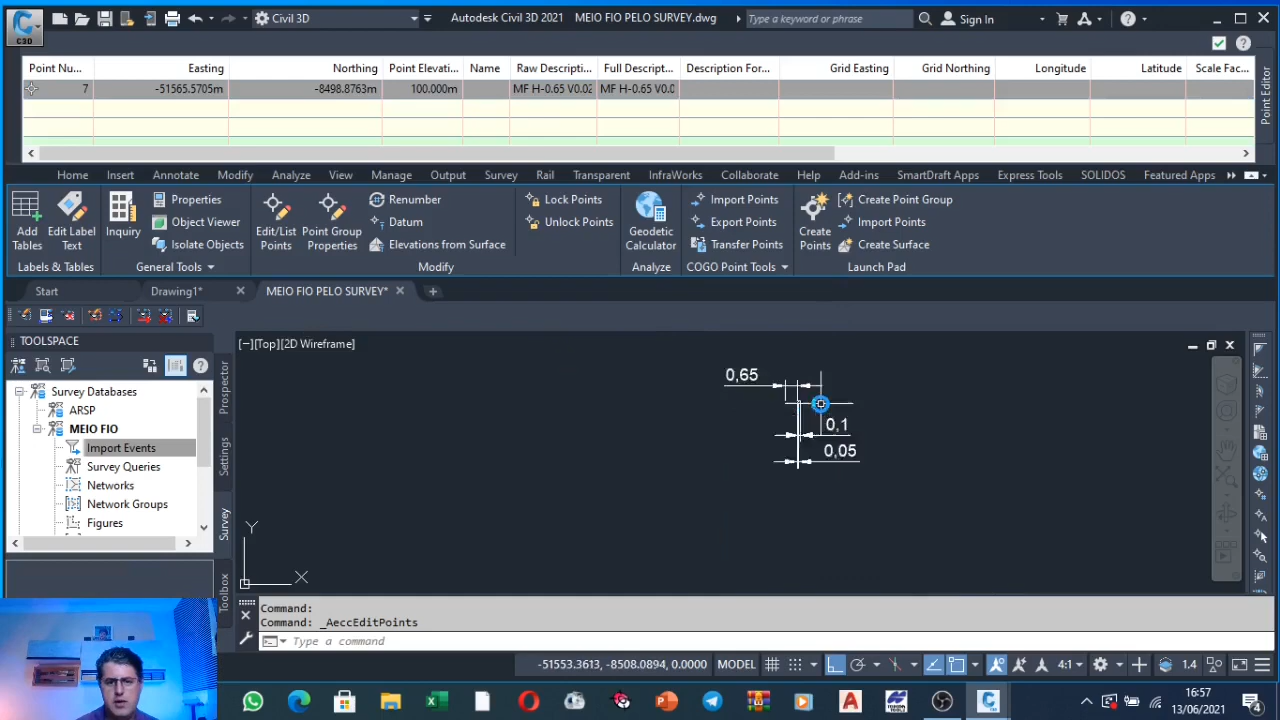 Civil 3D
Autodesk Civil 3D 2021 MEIO FIO PELO SURVEY.dwg
Type a keyword or phrase
Sign In
C3D
Point Nu... Easting Northing Point Elevati... Name Raw Descripti... Full Descript... Description For... Grid Easting Grid Northing Longitude Latitude Scale Fac...
7 -51565.5705m -8498.8763m 100.000m MF H-0.65 V0.02 MF H-0.65 V0.0
Point Editor
Home Insert Annotate Modify Analyze View Manage Output Survey Rail Transparent InfraWorks Collaborate Help Add-ins SmartDraft Apps Express Tools SOLIDOS Featured Apps
Add Tables
Edit Label Text
Inquiry
Properties
Object Viewer
Isolate Objects
Edit/List Points
Point Group Properties
Renumber
Datum
Elevations from Surface
Lock Points
Unlock Points
Geodetic Calculator
Import Points
Export Points
Transfer Points
Create Points
Create Point Group
Import Points
Create Surface
Labels & Tables General Tools Modify Analyze COGO Point Tools Launch Pad
Start Drawing1* MEIO FIO PELO SURVEY*
TOOLSPACE
Survey Databases
ARSP
MEIO FIO
Import Events
Survey Queries
Networks
Network Groups
Figures
Prospector
Settings
Survey
Toolbox
[−][Top][2D Wireframe]
0,65
0,1
0,05
Y
X
Command:
Command: _AeccEditPoints
Type a command
-51553.3613, -8508.0894, 0.0000 MODEL 4:1 1.4
C3D
16:57
13/06/2021
4